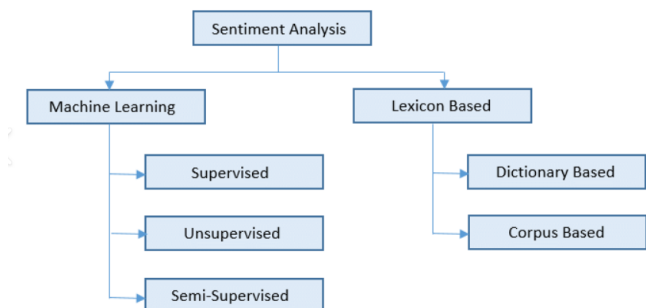 Sentiment Analysis
Machine Learning
Lexicon Based
Supervised
Dictionary Based
Unsupervised
Corpus Based
Semi-Supervised